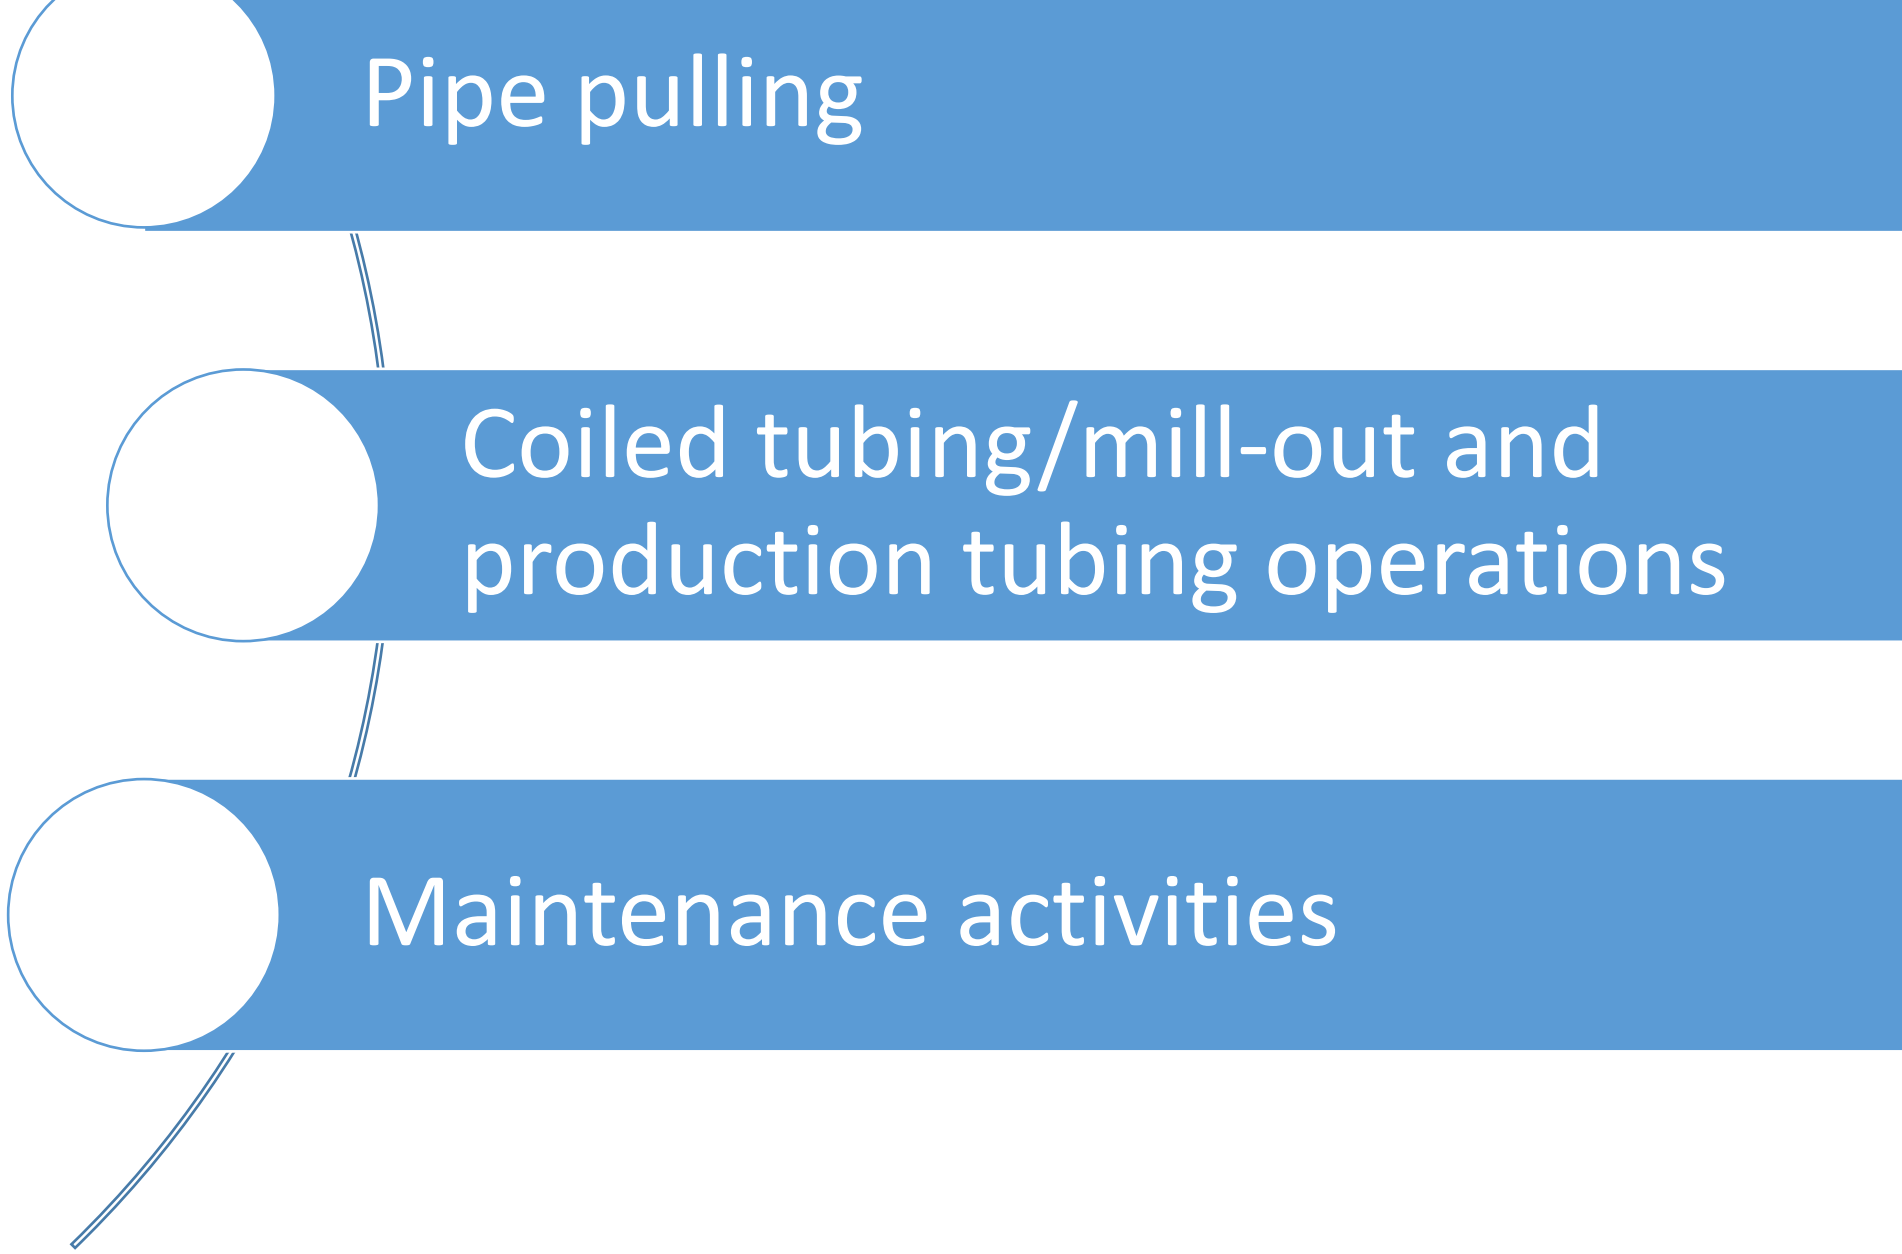 Pipe pulling
Coiled tubing/mill-out and
production tubing operations
Maintenance activities